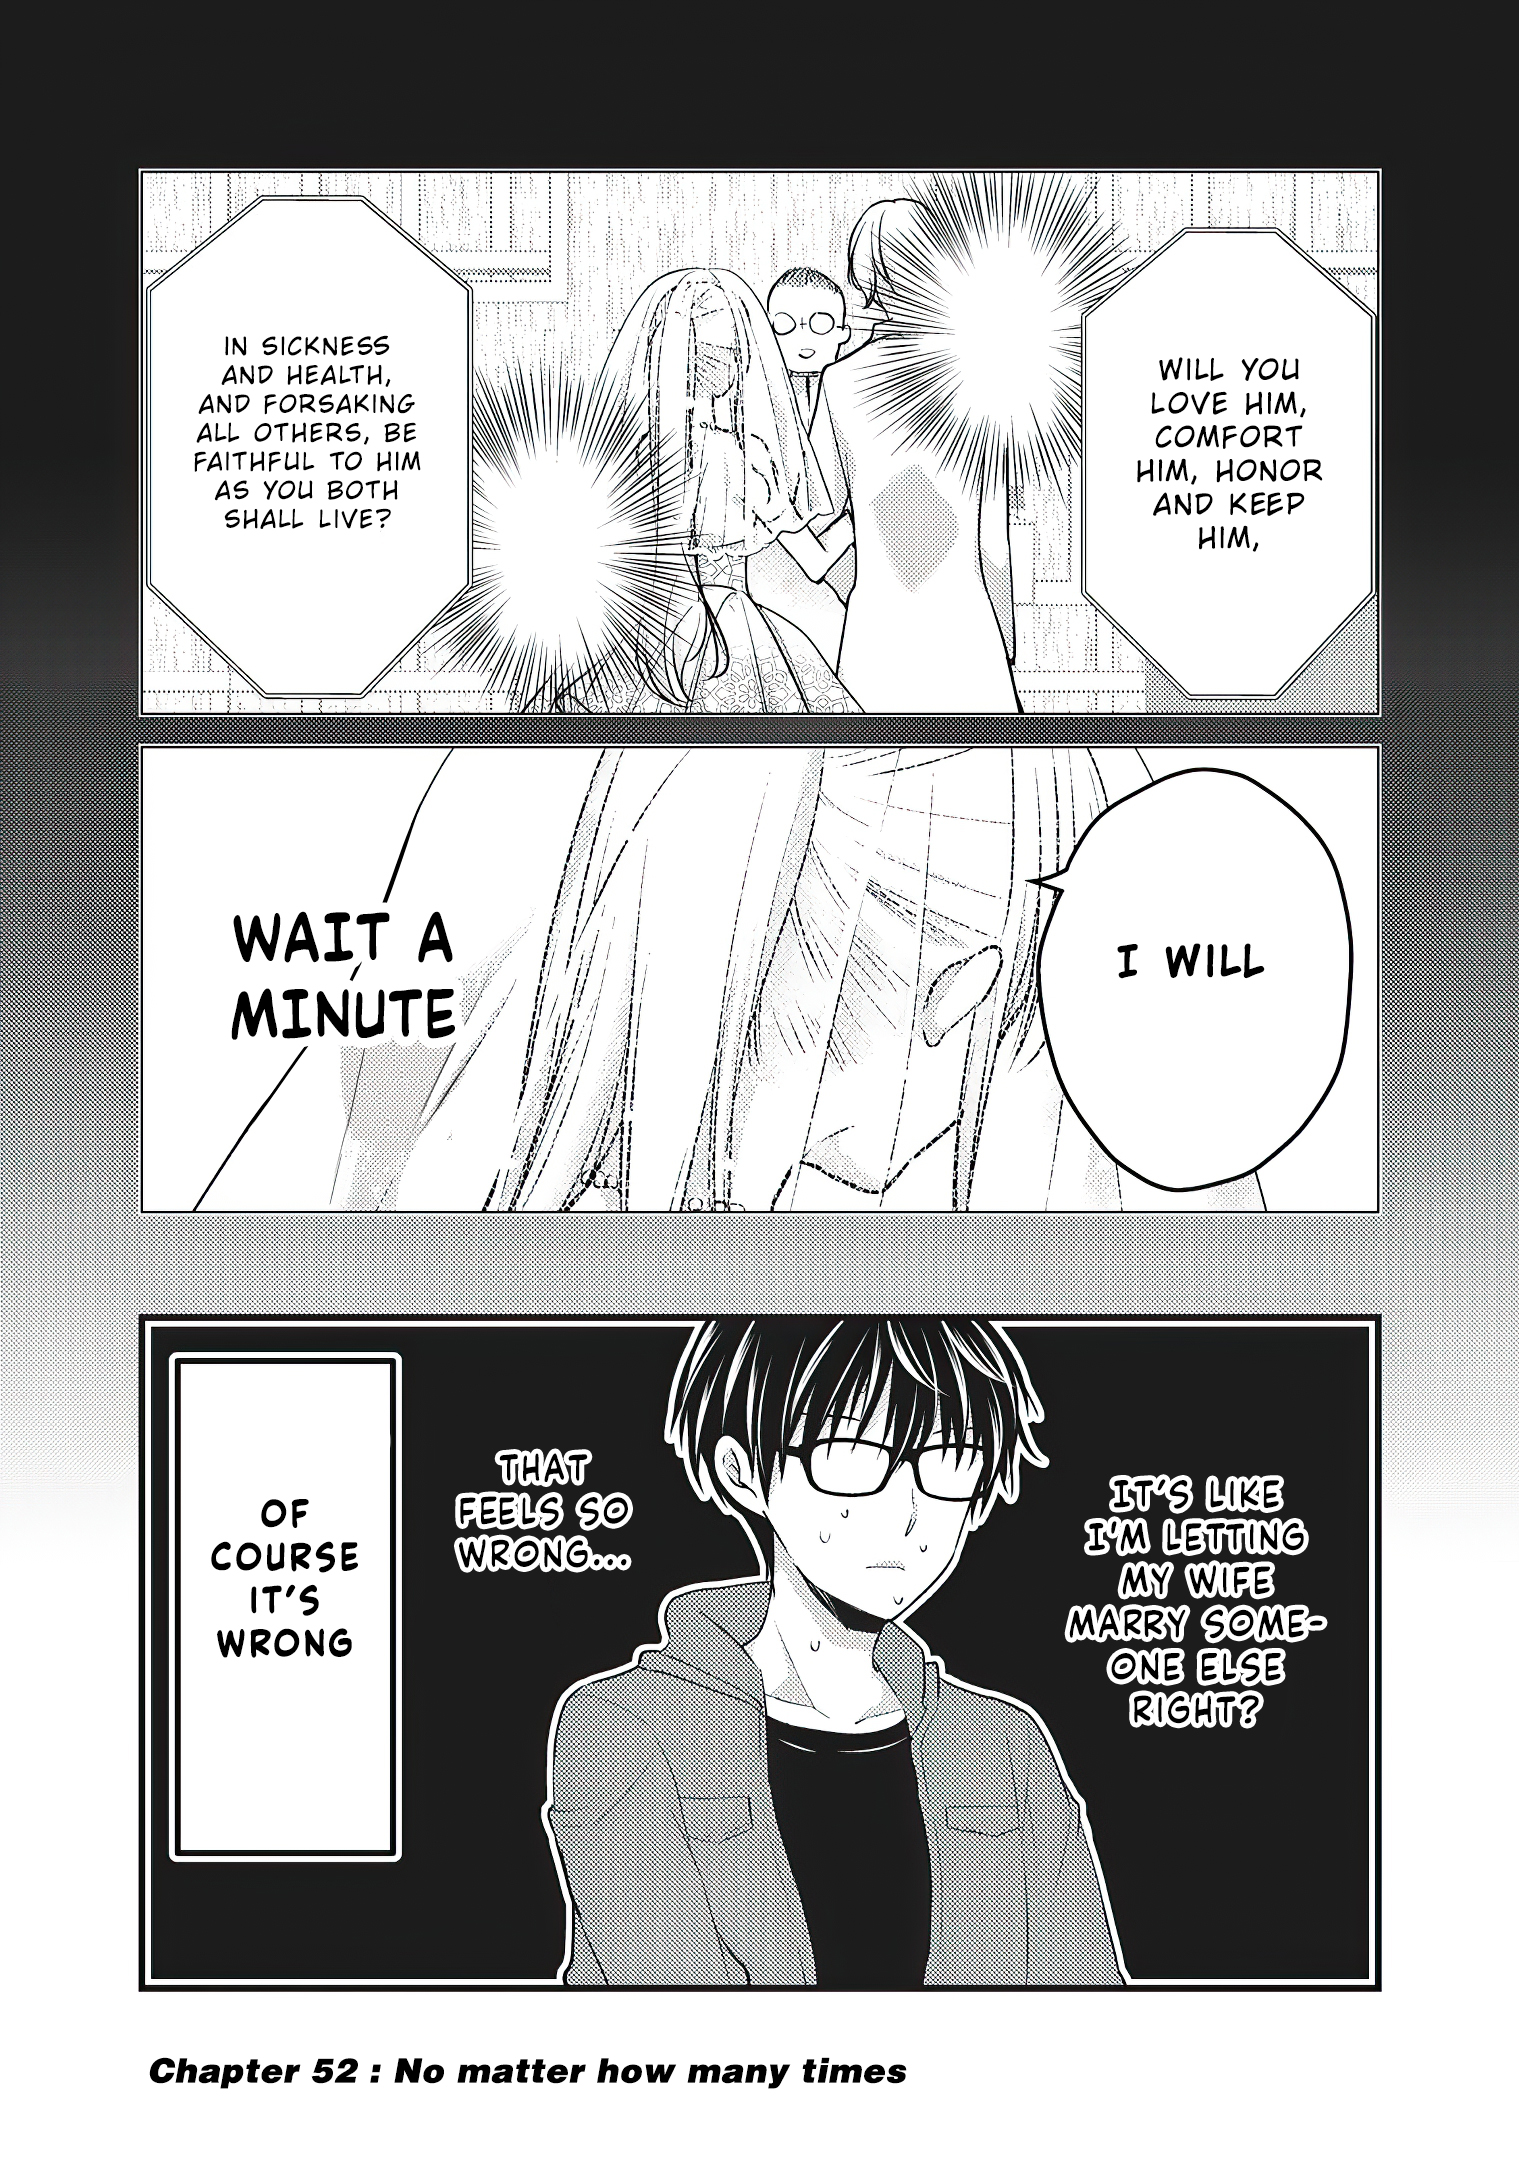 WILL YOU
LOVE HIM,
COMFORT
HIM, HONOR
AND KEEP
HIM,
IN SICKNESS
AND HEALTH,
AND FORSAKING
ALL OTHERS, BE
FAITHFUL TO HIM
AS YOU BOTH
SHALL LIVE?
I WILL
WAIT A
MINUTE
IT'S LIKE
I'M LETTING
MY WIFE
MARRY SOME-
ONE ELSE
RIGHT?
THAT
FEELS SO
WRONG...
OF
COURSE
IT'S
WRONG
Chapter 52 : No matter how many times